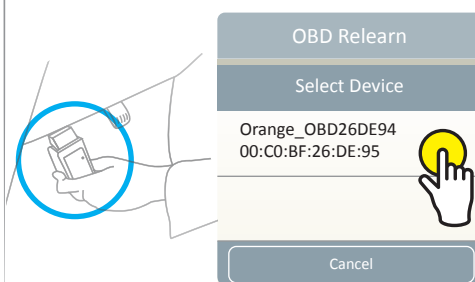 OBD Relearn
Select Device
Orange_OBD26DE94
00:C0:BF:26:DE:95
Cancel